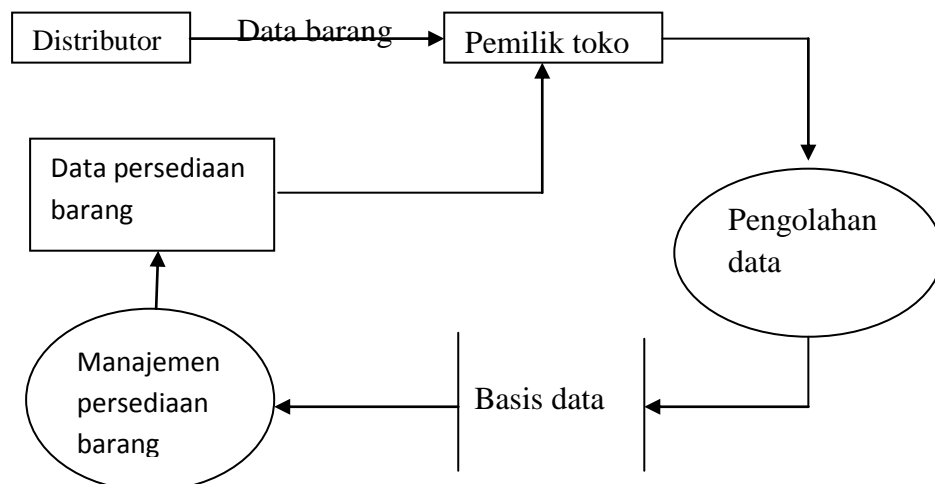 Distributor
Data barang
Pemilik toko
Data persediaan
barang
Pengolahan
data
Manajemen
persediaan
barang
Basis data